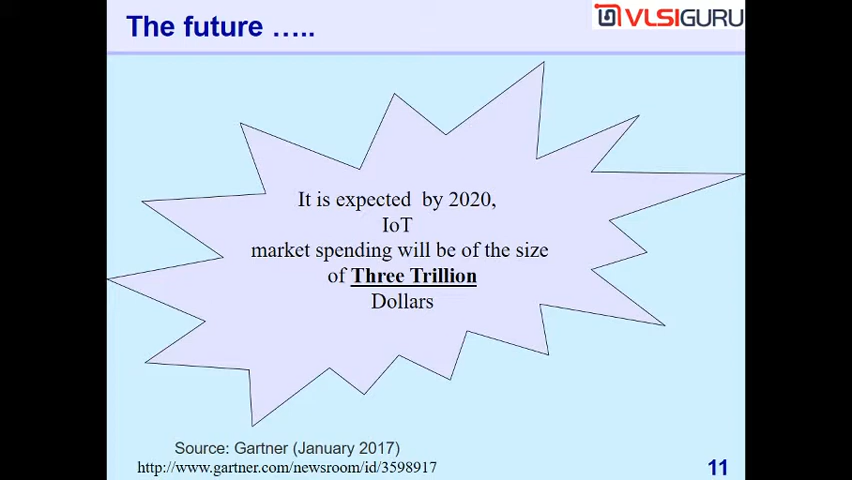 The future …..
VLSIGURU
It is expected by 2020,
IoT
market spending will be of the size
of Three Trillion
Dollars
Source: Gartner (January 2017)
http://www.gartner.com/newsroom/id/3598917
11